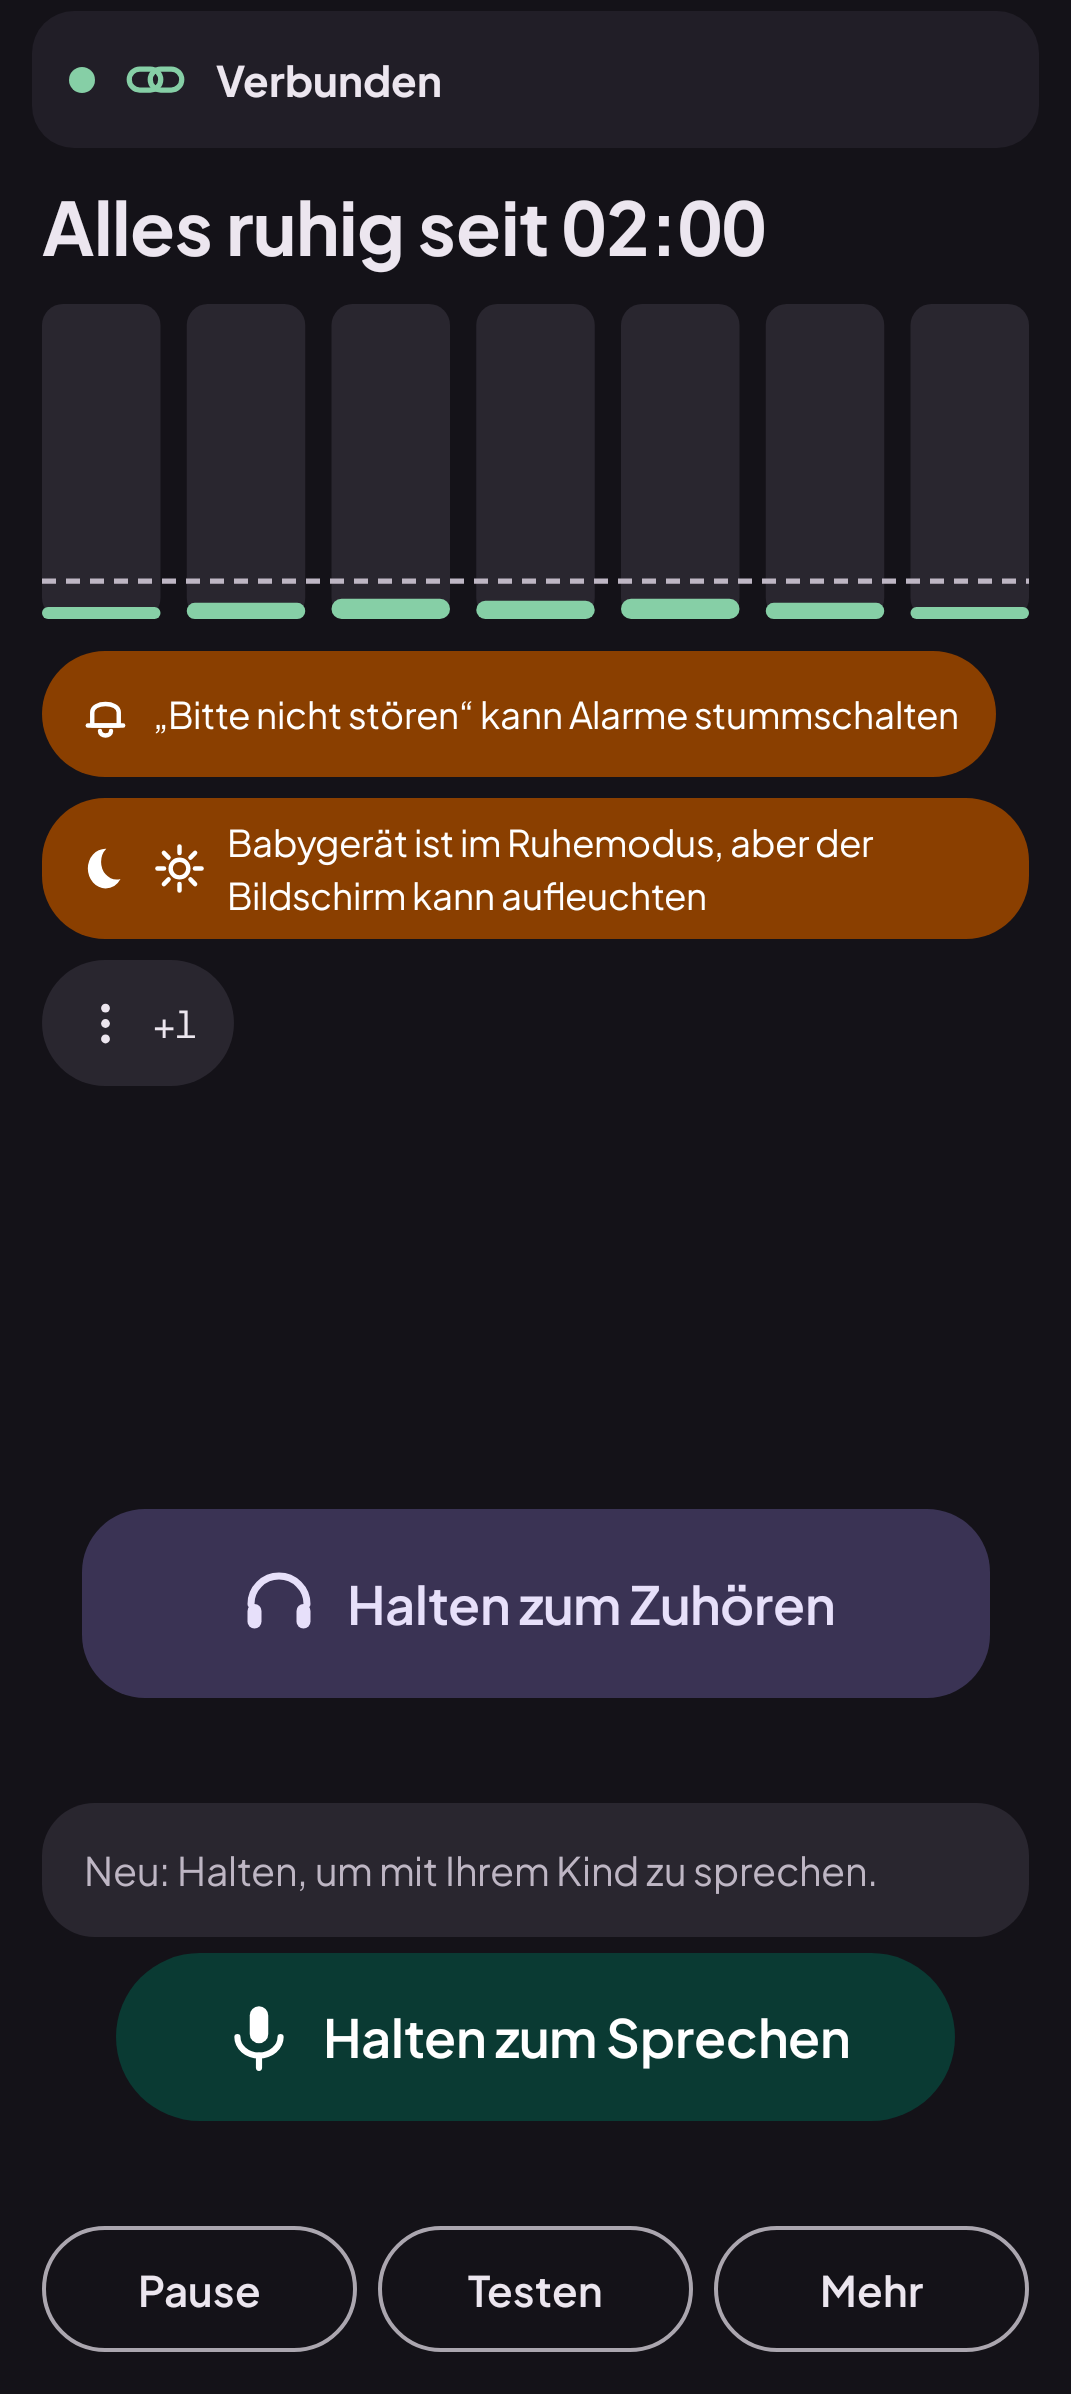 Verbunden
Alles ruhig seit 02:00
„Bitte nicht stören“ kann Alarme stummschalten
Babygerät ist im Ruhemodus, aber der
Bildschirm kann aufleuchten
+1
Halten zum Zuhören
Neu: Halten, um mit Ihrem Kind zu sprechen.
Halten zum Sprechen
Pause
Testen
Mehr